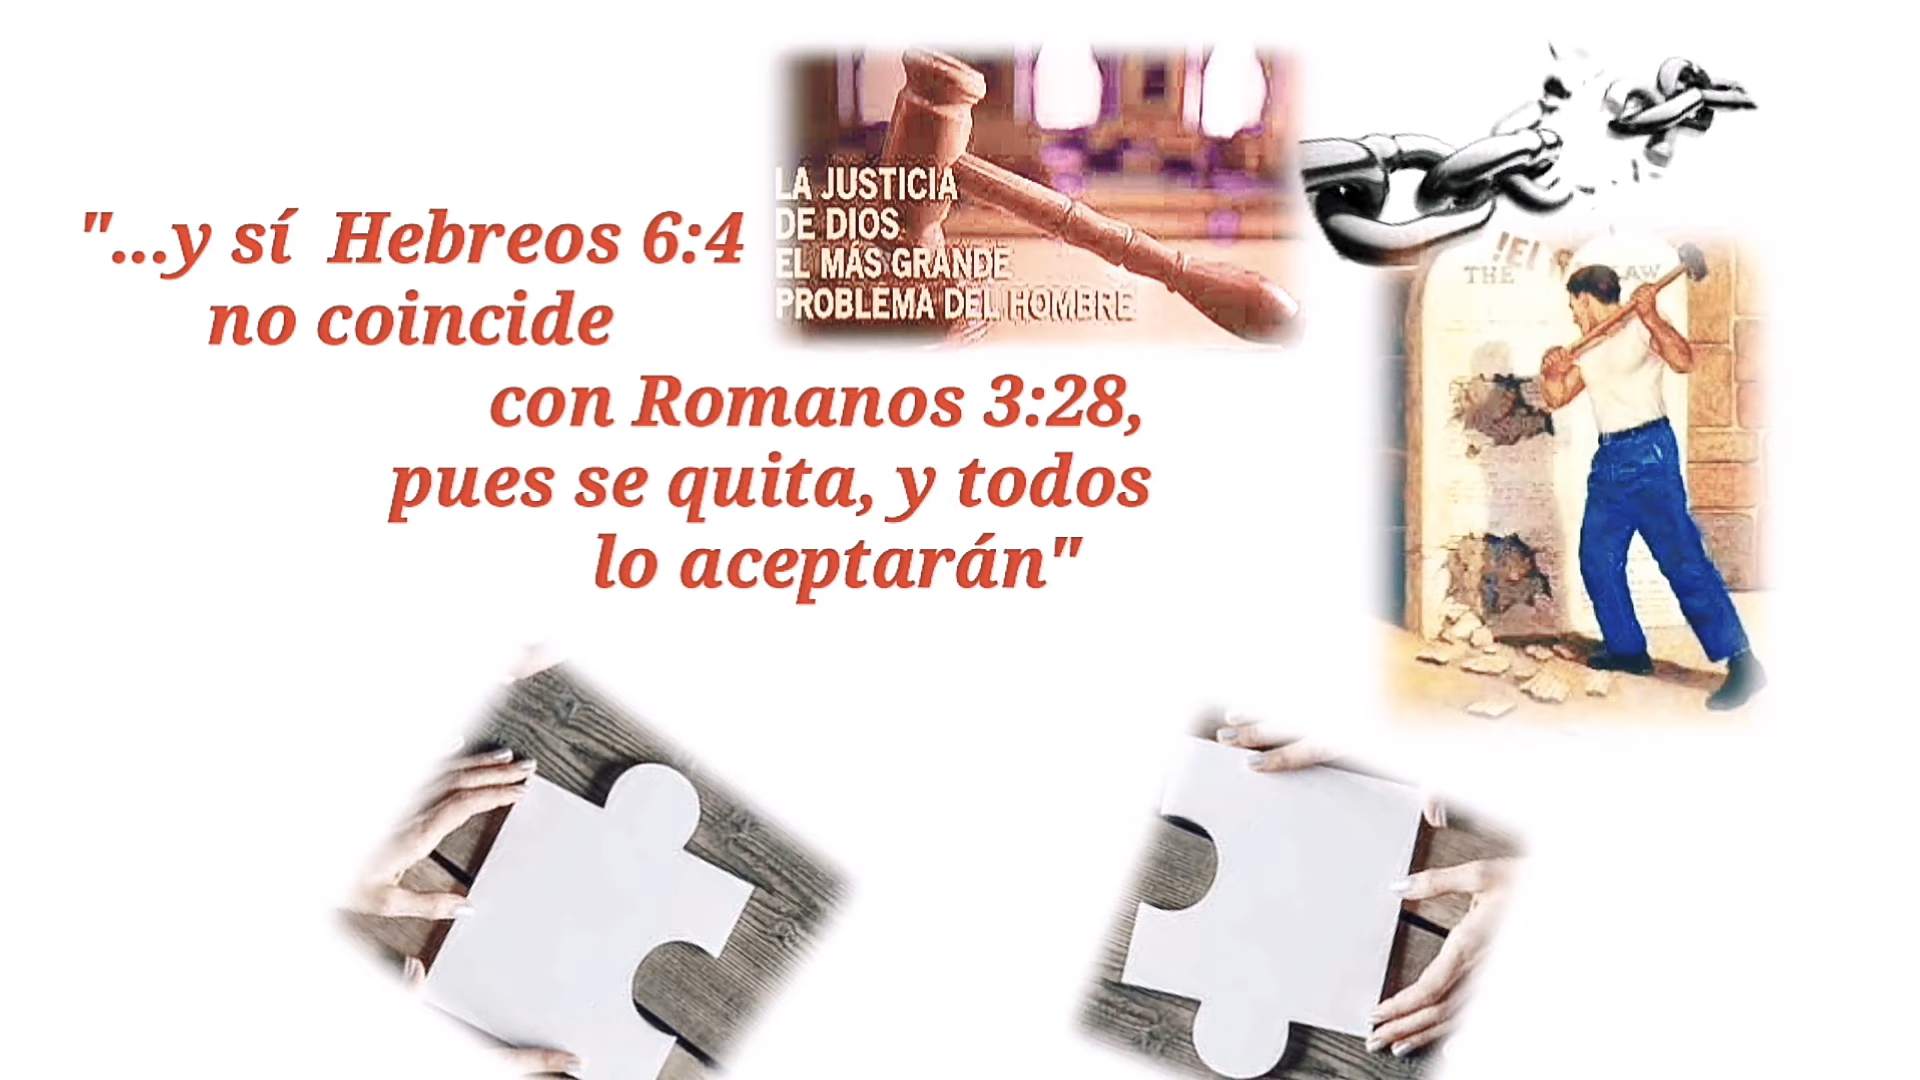 "...y sí Hebreos 6:4
no coincide
con Romanos 3:28,
pues se quita, y todos
lo aceptarán"
LA JUSTICIA
DE DIOS
EL MÁS GRANDE
PROBLEMA DEL HOMBRE
THE LAW